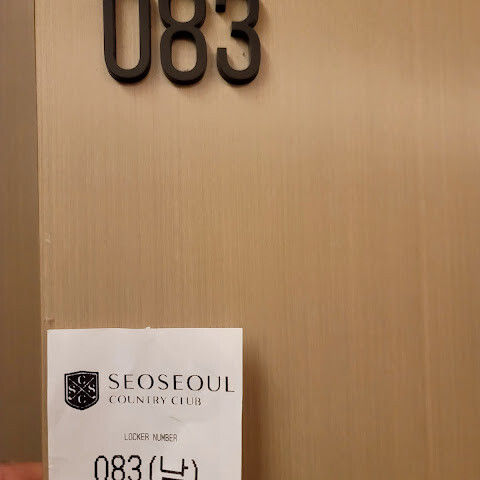 083
SEOSEOUL
COUNTRY CLUB
LOCKER NUMBER
083(남)